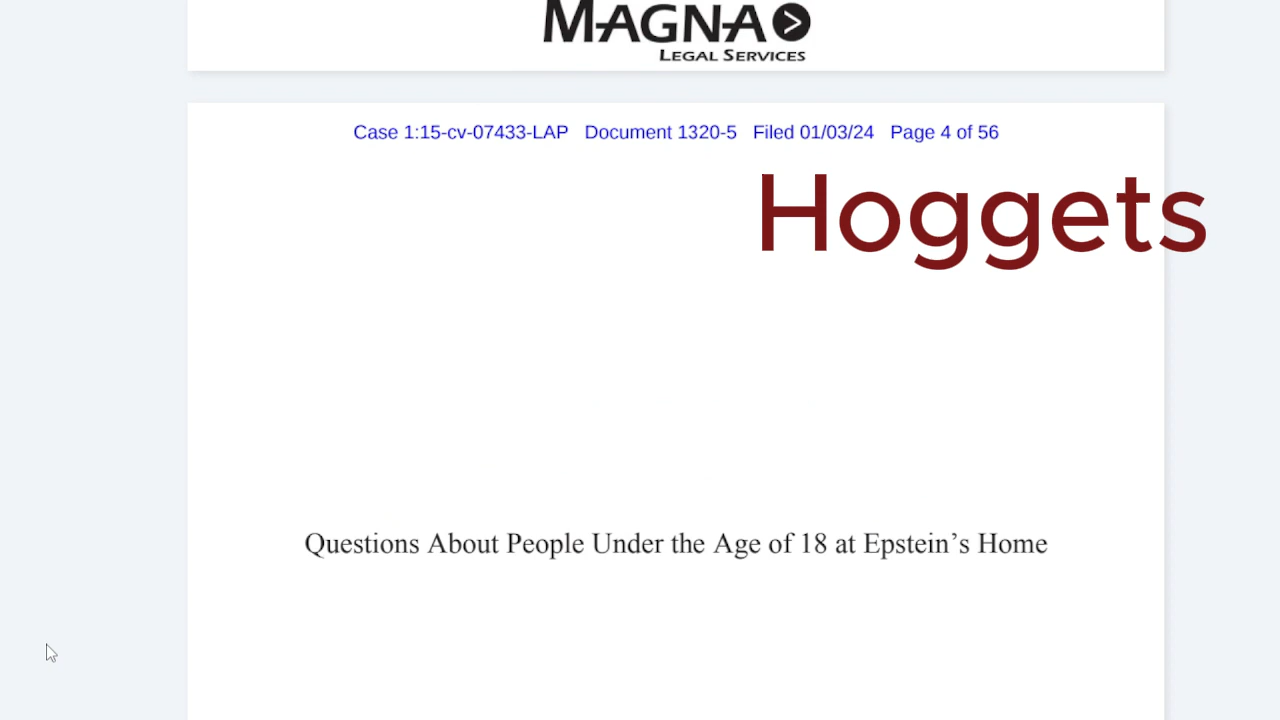 MAGNA
LEGAL SERVICES
Case 1:15-cv-07433-LAP Document 1320-5 Filed 01/03/24 Page 4 of 56
Hoggets
Questions About People Under the Age of 18 at Epstein’s Home